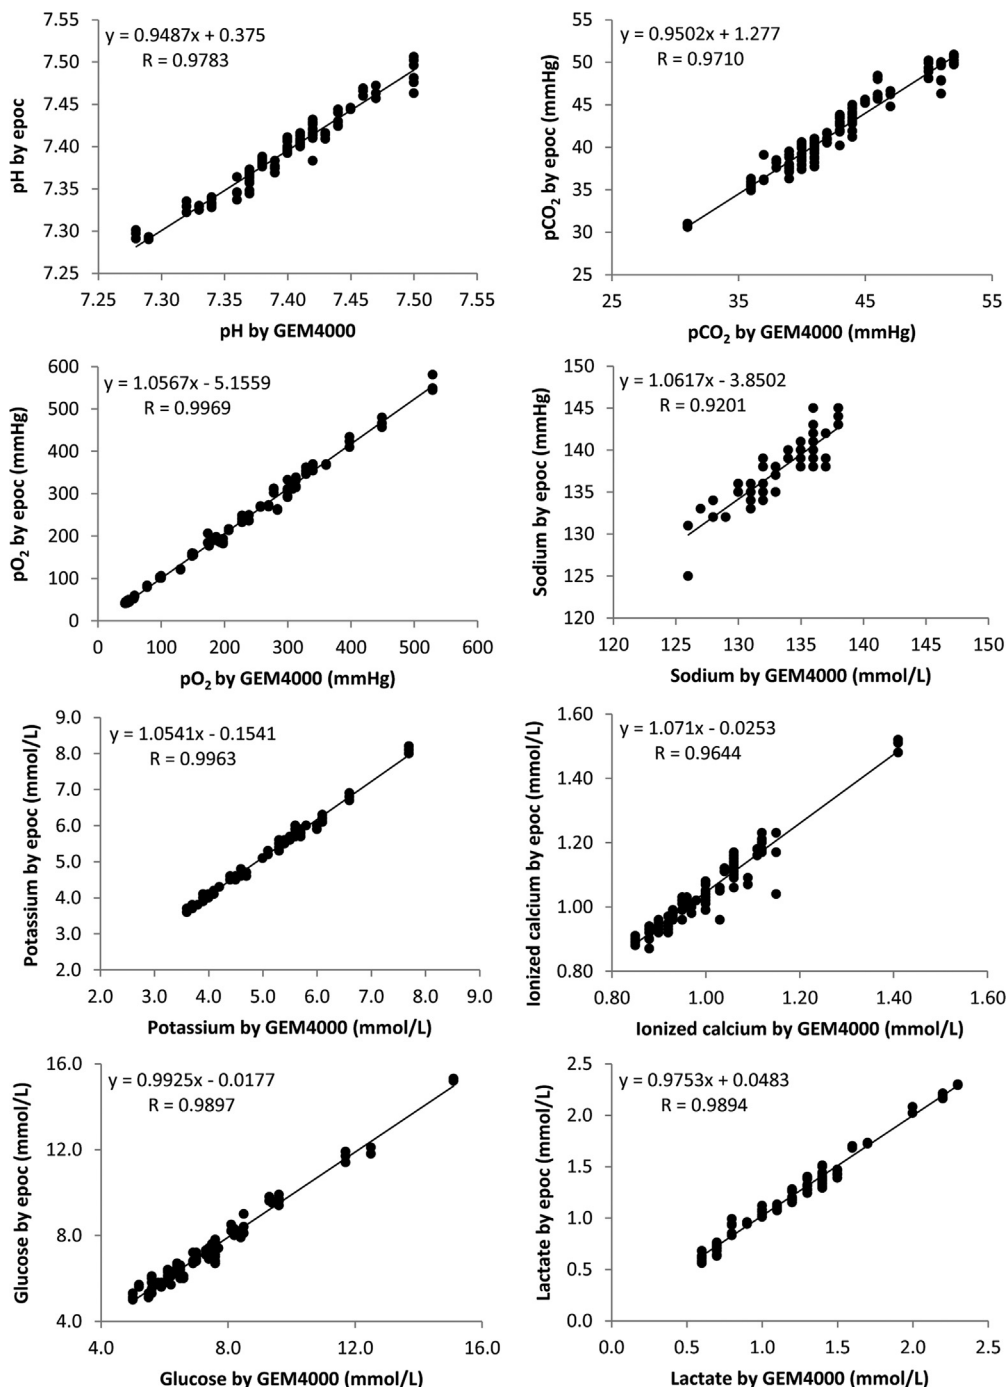 y = 0.9487x + 0.375
R = 0.9783
pH by epoc
7.55
7.50
7.45
7.40
7.35
7.30
7.25
7.25 7.30 7.35 7.40 7.45 7.50 7.55
pH by GEM4000
y = 0.9502x + 1.277
R = 0.9710
pCO₂ by epoc (mmHg)
55
50
45
40
35
30
25
25 35 45 55
pCO₂ by GEM4000 (mmHg)
y = 1.0567x - 5.1559
R = 0.9969
pO₂ by epoc (mmHg)
600
500
400
300
200
100
0
0 100 200 300 400 500 600
pO₂ by GEM4000 (mmHg)
y = 1.0617x - 3.8502
R = 0.9201
Sodium by epoc (mmHg)
150
145
140
135
130
125
120
120 125 130 135 140 145 150
Sodium by GEM4000 (mmol/L)
y = 1.0541x - 0.1541
R = 0.9963
Potassium by epoc (mmol/L)
9.0
8.0
7.0
6.0
5.0
4.0
3.0
2.0
2.0 3.0 4.0 5.0 6.0 7.0 8.0 9.0
Potassium by GEM4000 (mmol/L)
y = 1.071x - 0.0253
R = 0.9644
Ionized calcium by epoc (mmol/L)
1.60
1.40
1.20
1.00
0.80
0.80 1.00 1.20 1.40 1.60
Ionized calcium by GEM4000 (mmol/L)
y = 0.9925x - 0.0177
R = 0.9897
Glucose by epoc (mmol/L)
16.0
12.0
8.0
4.0
4.0 8.0 12.0 16.0
Glucose by GEM4000 (mmol/L)
y = 0.9753x + 0.0483
R = 0.9894
Lactate by epoc (mmol/L)
2.5
2.0
1.5
1.0
0.5
0.0
0.0 0.5 1.0 1.5 2.0 2.5
Lactate by GEM4000 (mmol/L)